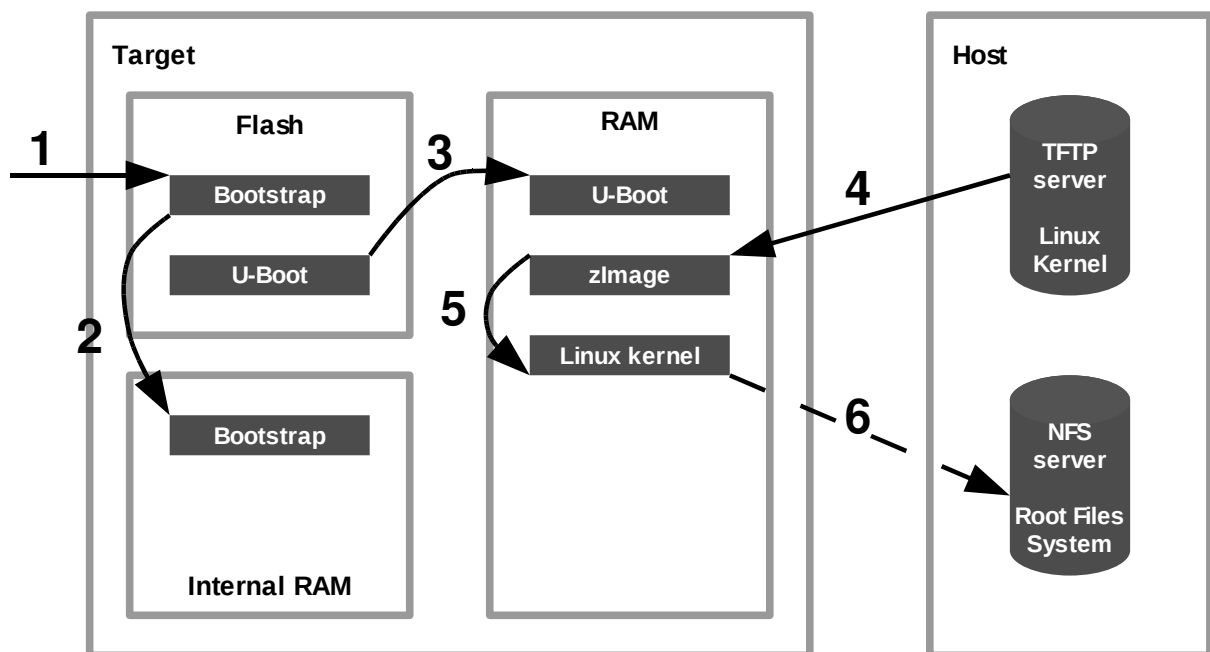 Target
Host
Flash
RAM
1
3
Bootstrap
U-Boot
4
TFTP
server
Linux
Kernel
U-Boot
zImage
2
5
Linux kernel
6
Bootstrap
NFS
server
Root Files
System
Internal RAM